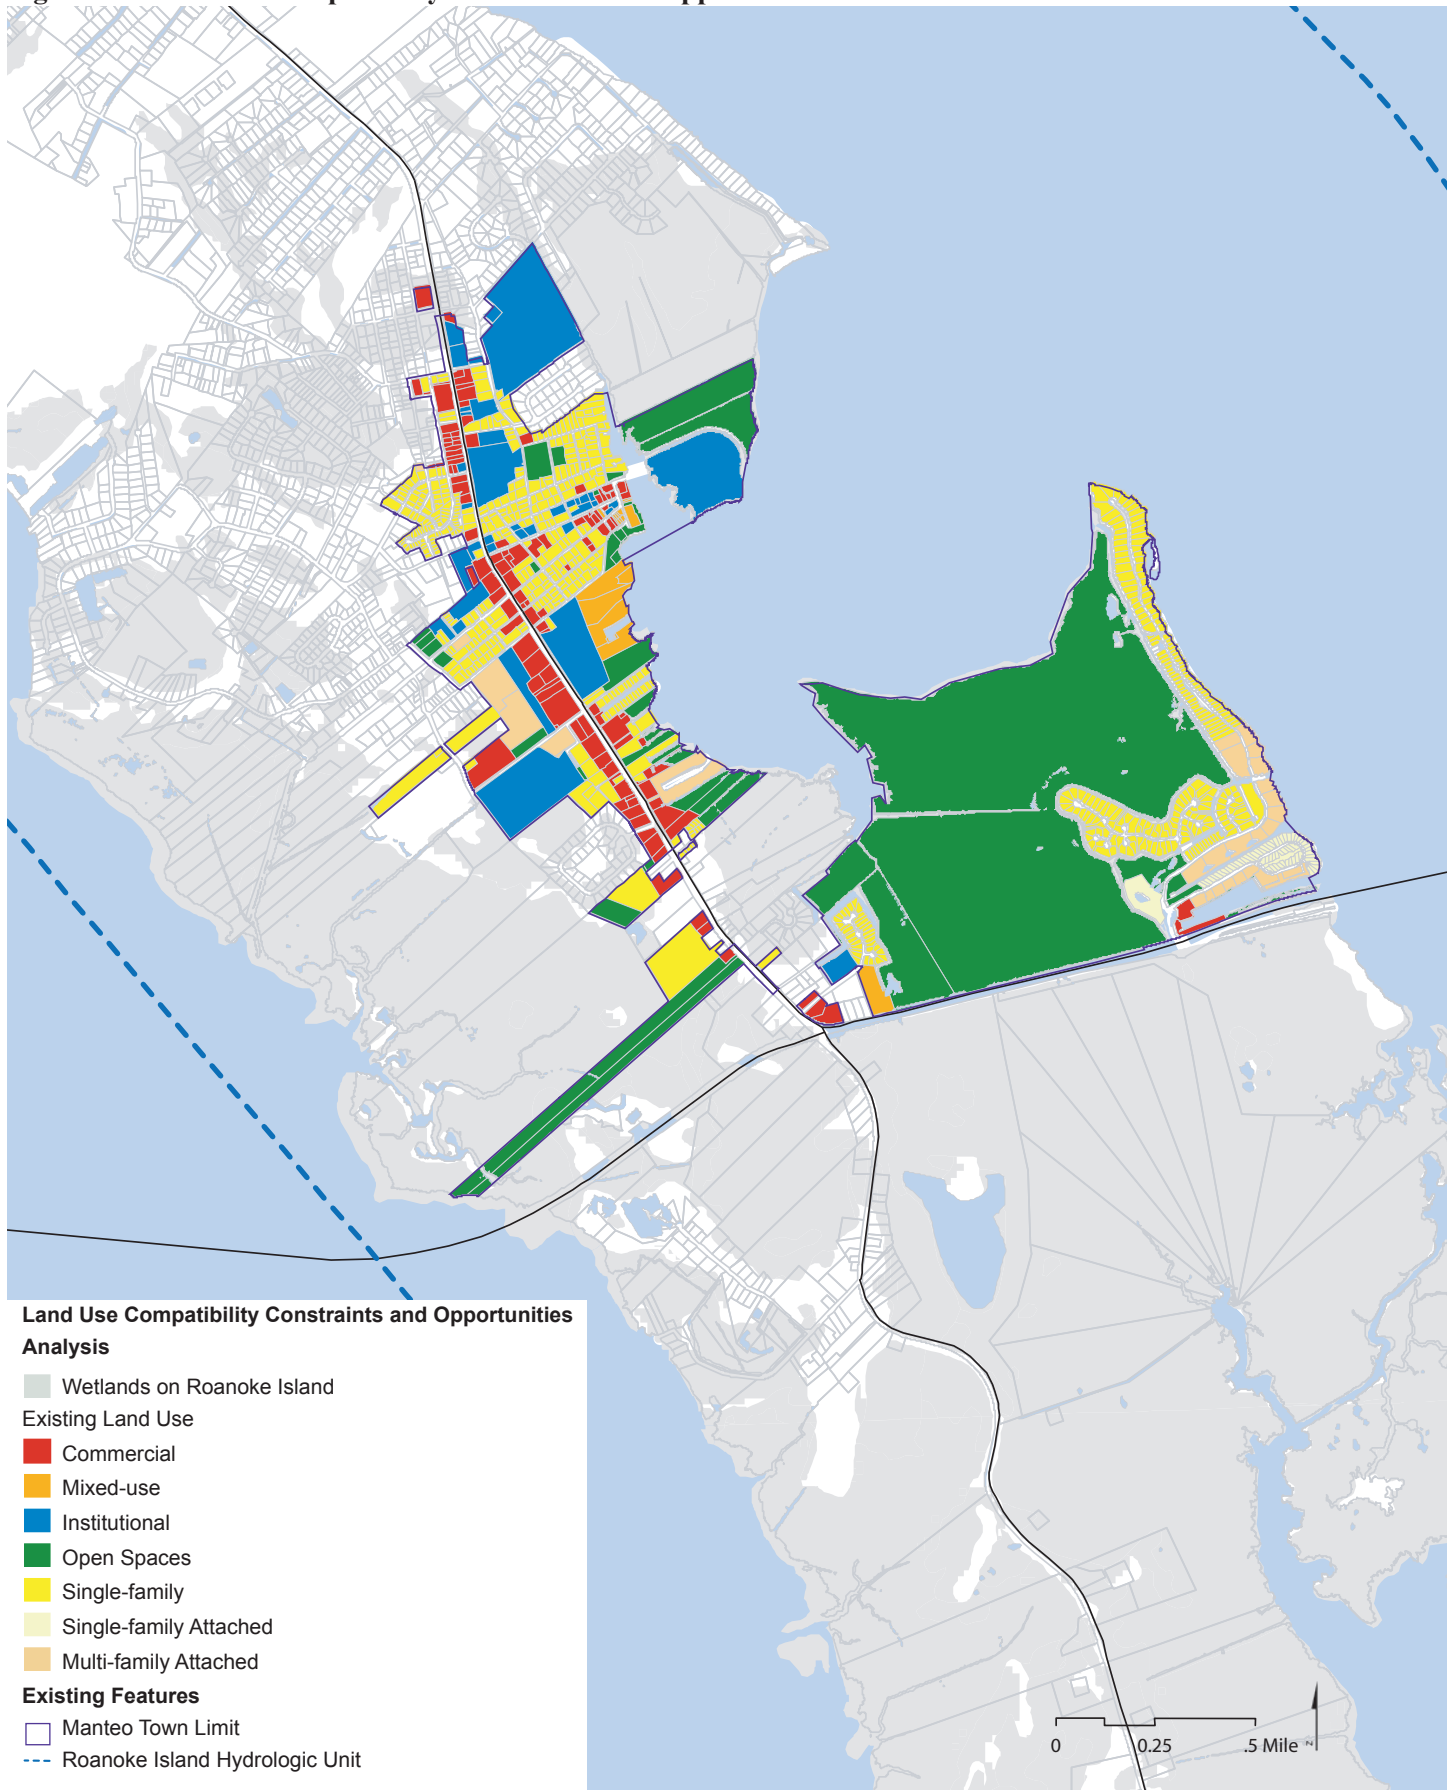 Land Use Compatibility Constraints and Opportunities
Analysis
Wetlands on Roanoke Island
Existing Land Use
Commercial
Mixed-use
Institutional
Open Spaces
Single-family
Single-family Attached
Multi-family Attached
Existing Features
Manteo Town Limit
Roanoke Island Hydrologic Unit
0 0.25 .5 Mile
N